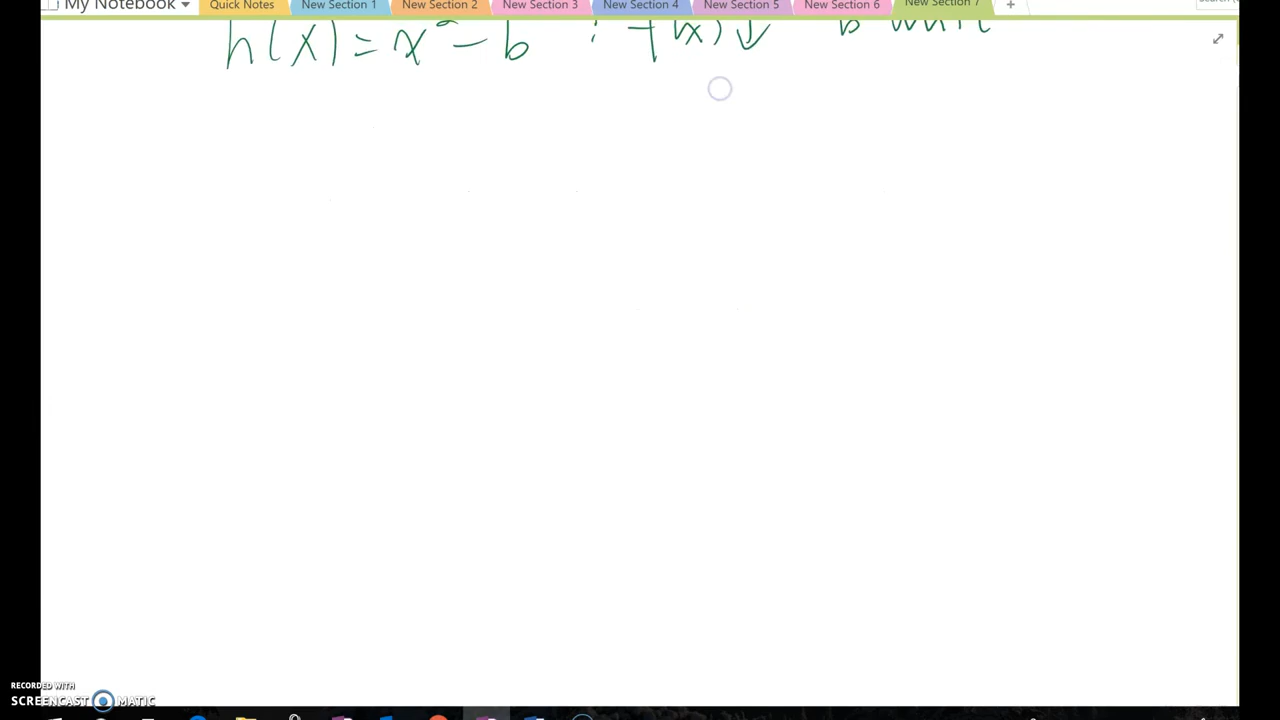 My Notebook Quick Notes New Section 1 New Section 2 New Section 3 New Section 4 New Section 5 New Section 6 New Section 7 +
h(x) = x² - b : f(x) ↓ b unit
RECORDED WITH
SCREENCAST MATIC